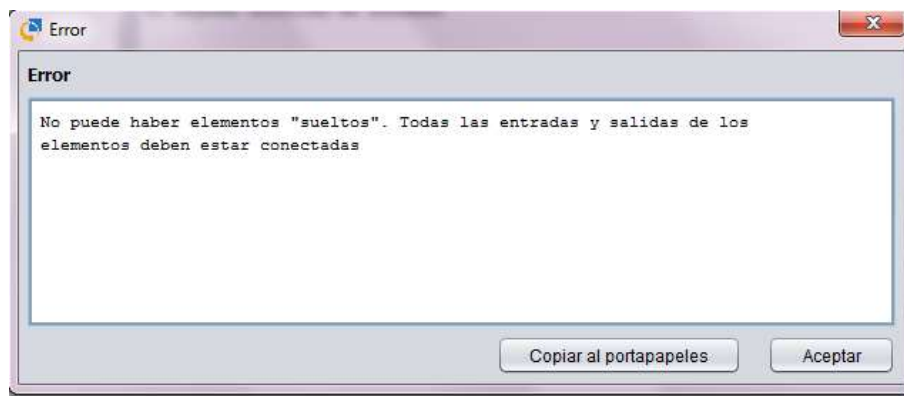 Error
Error
No puede haber elementos "sueltos". Todas las entradas y salidas de los
elementos deben estar conectadas
Copiar al portapapeles
Aceptar